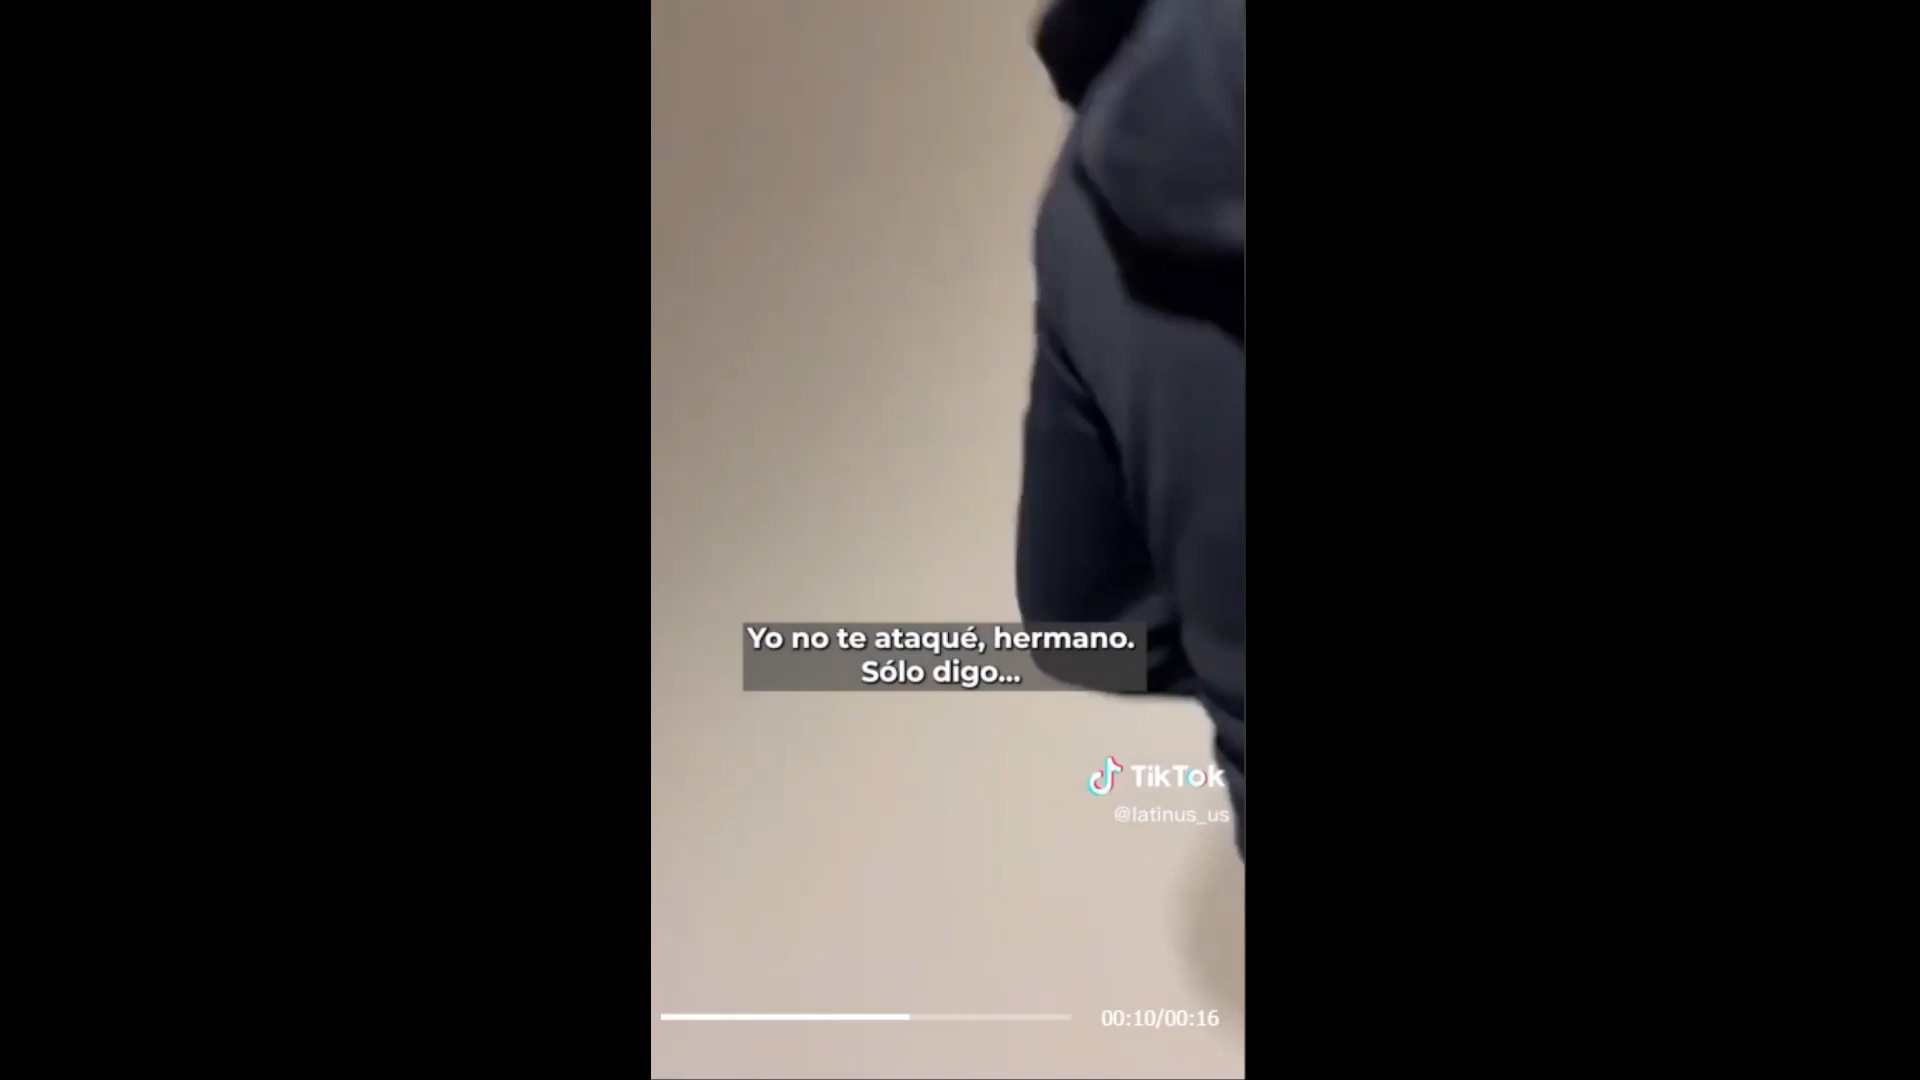 Yo no te ataqué, hermano.
Sólo digo...
TikTok
@latinus_us
00:10/00:16